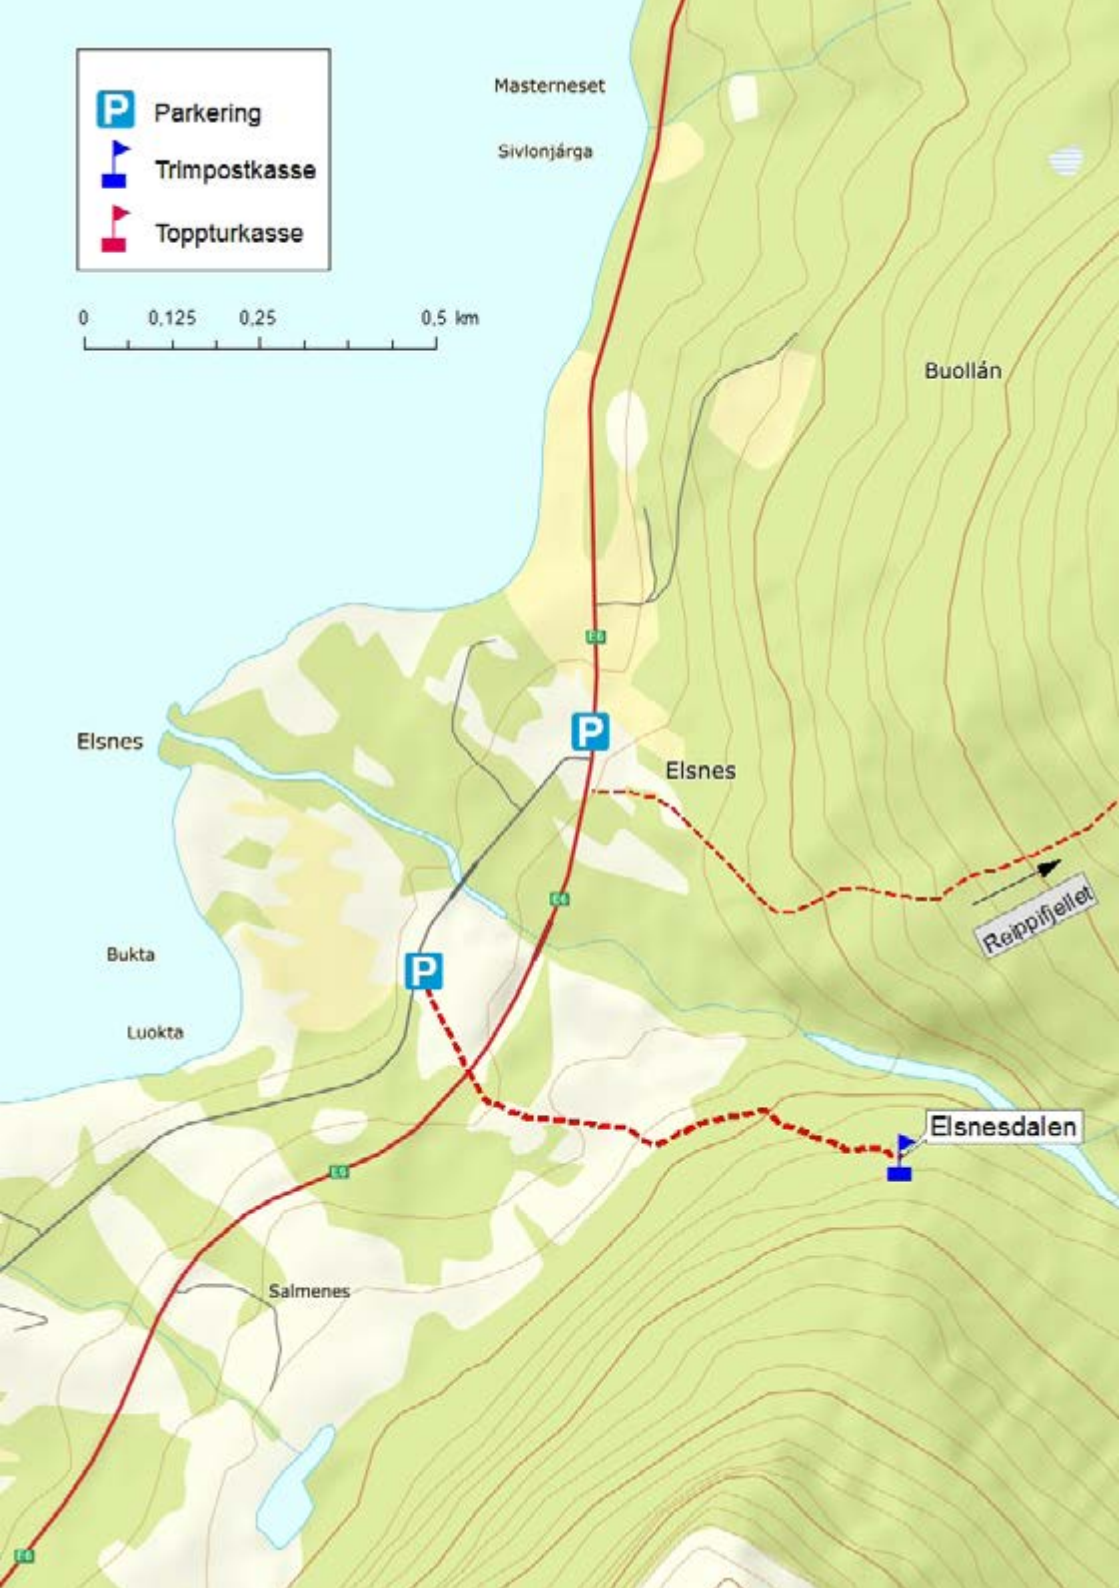 P Parkering
Trimpostkasse
Toppturkasse
0 0,125 0,25 0,5 km
Masterneset
Sivlonjárga
Buollán
E6
P
Elsnes
Elsnes
E6
Reippifjellet
Bukta
P
Luokta
Elsnesdalen
E6
Salmenes
E6